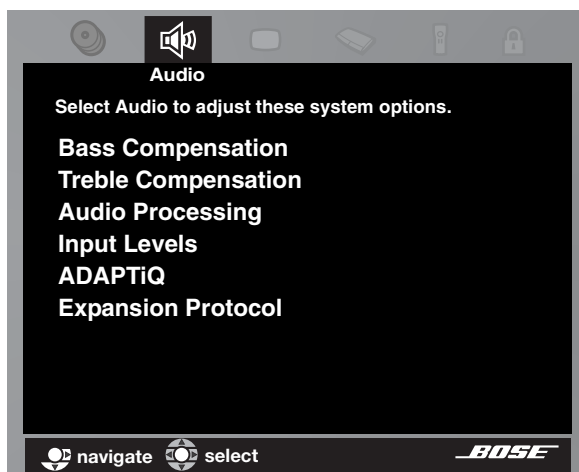 Audio
Select Audio to adjust these system options.
Bass Compensation
Treble Compensation
Audio Processing
Input Levels
ADAPTiQ
Expansion Protocol
navigate select BOSE